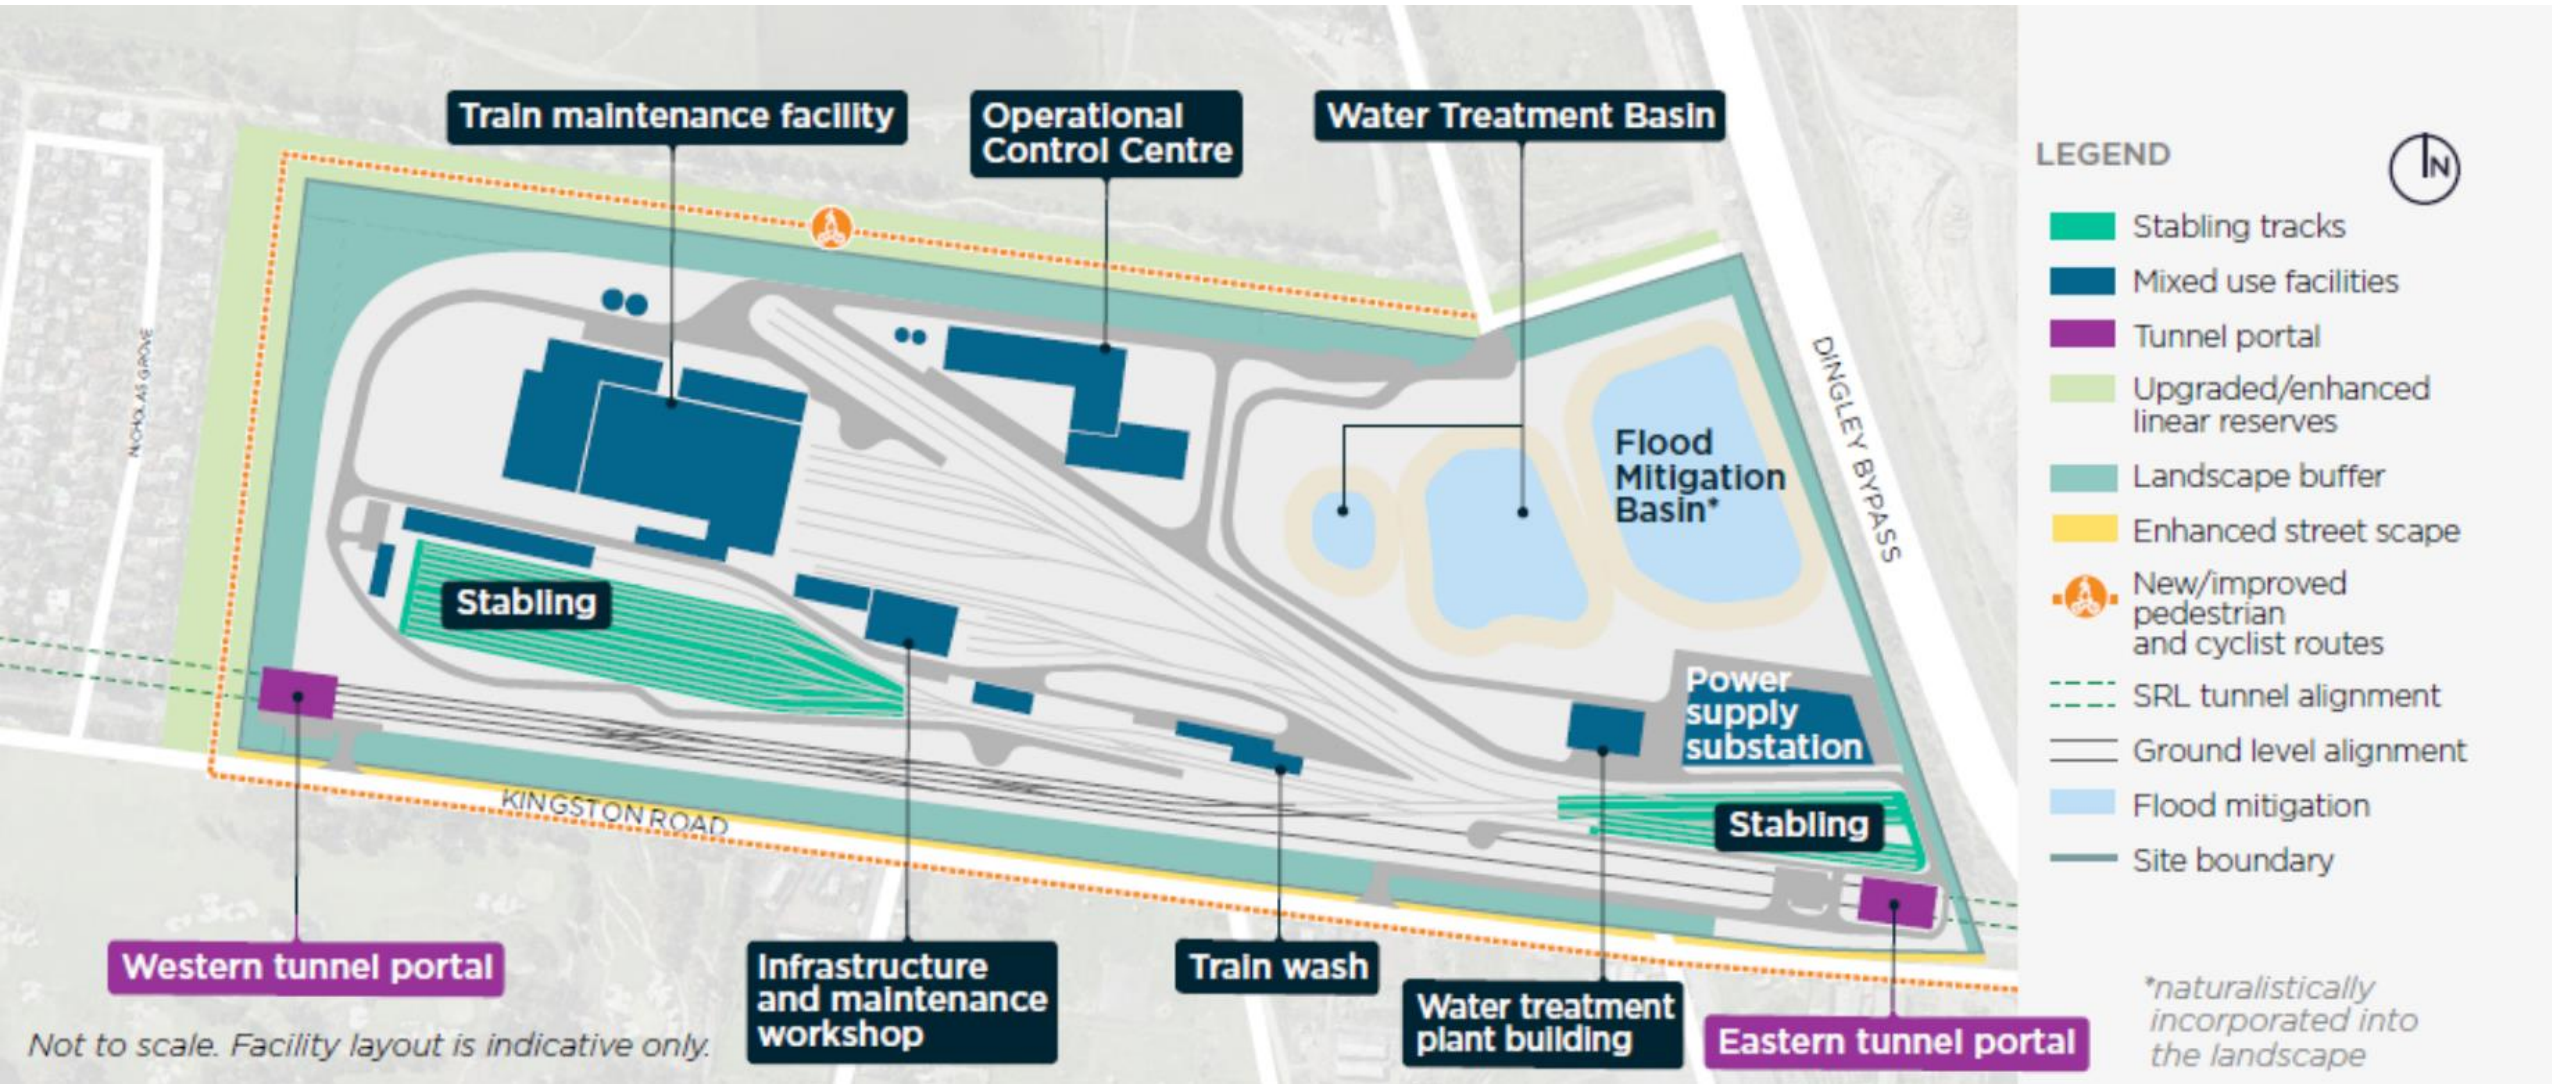 Train maintenance facility
Operational
Control Centre
Water Treatment Basin
NICHOLAS GROVE
DINGLEY BYPASS
Flood
Mitigation
Basin*
Stabling
Power
supply
substation
Stabling
KINGSTON ROAD
Western tunnel portal
Infrastructure
and maintenance
workshop
Train wash
Water treatment
plant building
Eastern tunnel portal
Not to scale. Facility layout is indicative only.
LEGEND
N
Stabling tracks
Mixed use facilities
Tunnel portal
Upgraded/enhanced
linear reserves
Landscape buffer
Enhanced street scape
New/improved
pedestrian
and cyclist routes
SRL tunnel alignment
Ground level alignment
Flood mitigation
Site boundary
*naturalistically
incorporated into
the landscape